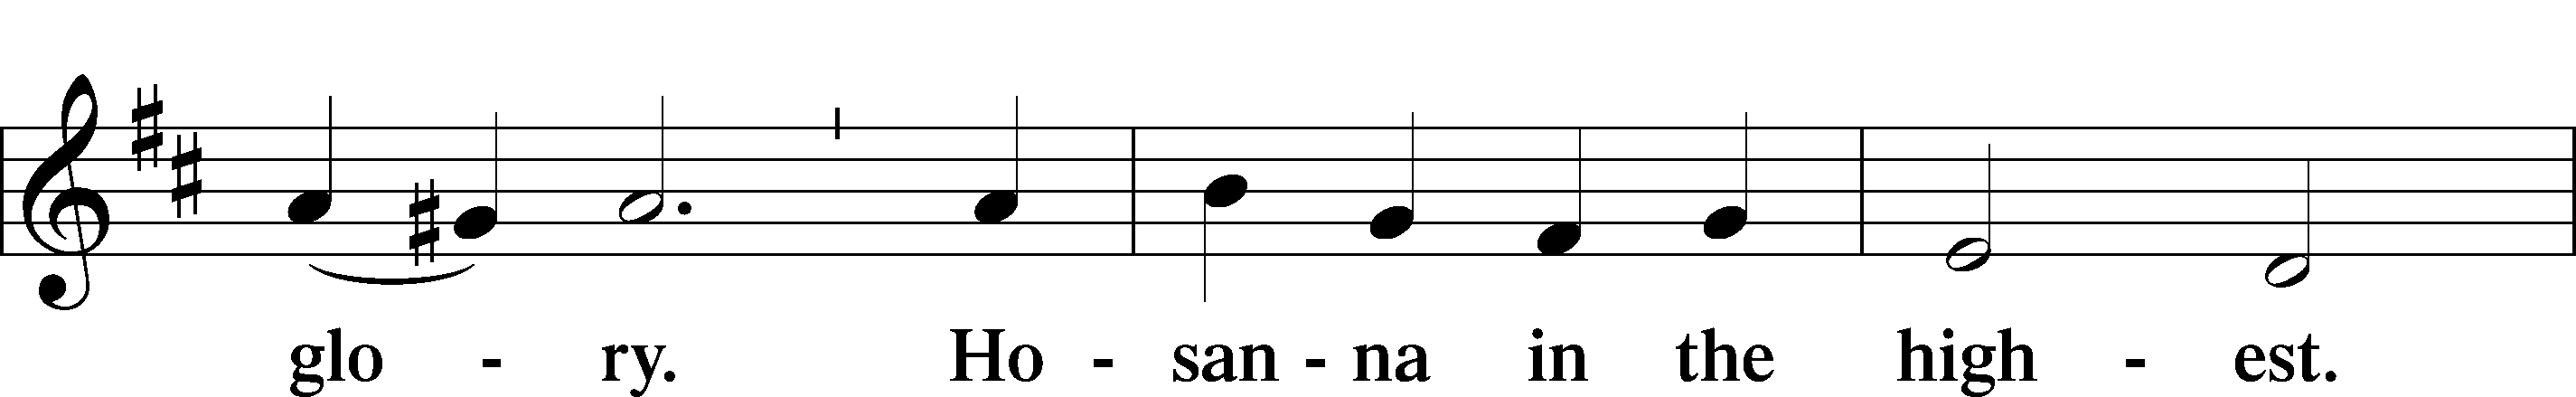 glo - ry. Ho - san - na in the high - est.